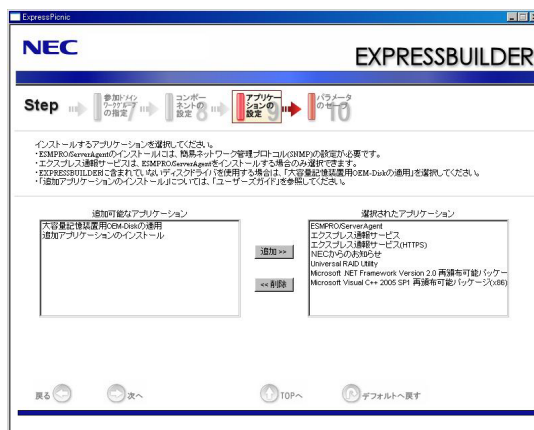 ExpressPicnic
NEC
EXPRESSBUILDER
Step
参加ドメイン
ワークグループ
の指定 7
コンポー
ネントの
設定 8
アプリケー
ションの
設定 9
パラメータ
のセーブ 10
インストールするアプリケーションを選択してください。
・ESMPRO/ServerAgentのインストールには、簡易ネットワーク管理プロトコル(SNMP)の設定が必要です。
・エクスプレス通報サービスは、ESMPRO/ServerAgentをインストールする場合のみ選択できます。
・EXPRESSBUILDERに含まれていないディスクドライバを使用する場合は、「大容量記憶装置用OEM-Diskの適用」を選択してください。
・「追加アプリケーションのインストール」については、「ユーザーズガイド」を参照してください。
追加可能なアプリケーション
大容量記憶装置用OEM-Diskの適用
追加アプリケーションのインストール
追加 >>
<< 削除
選択されたアプリケーション
ESMPRO/ServerAgent
エクスプレス通報サービス
エクスプレス通報サービス(HTTPS)
NECからのお知らせ
Universal RAID Utility
Microsoft .NET Framework Version 2.0 再頒布可能パッケー
Microsoft Visual C++ 2005 SP1 再頒布可能パッケージ(x86)
戻る
次へ
TOPへ
デフォルトへ戻す